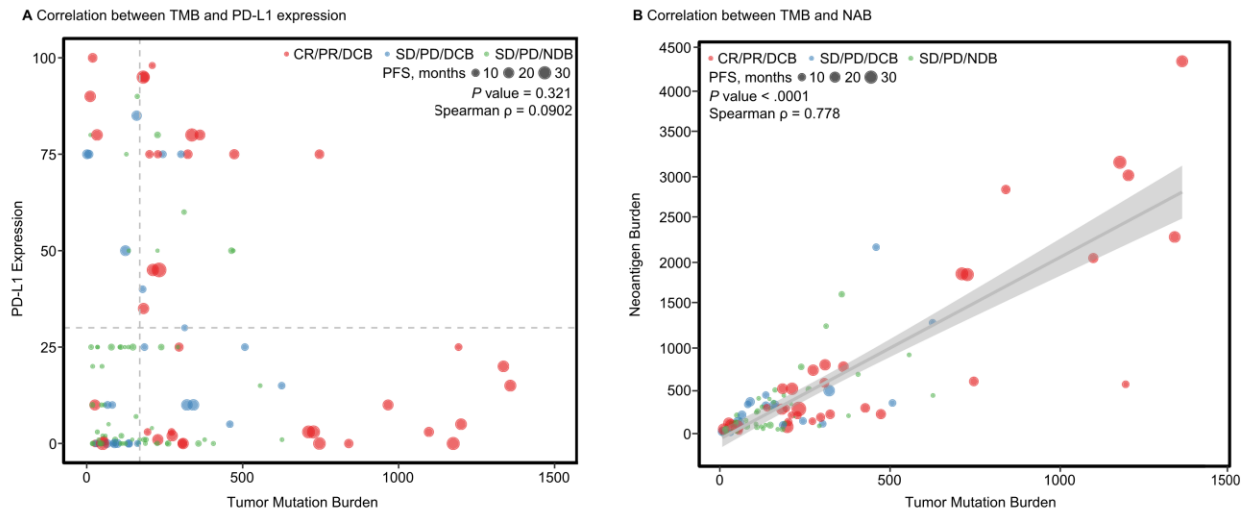 A Correlation between TMB and PD-L1 expression
CR/PR/DCB SD/PD/DCB SD/PD/NDB
PFS, months 10 20 30
P value = 0.321
Spearman ρ = 0.0902
100
75
50
25
0
PD-L1 Expression
0 500 1000 1500
Tumor Mutation Burden
B Correlation between TMB and NAB
CR/PR/DCB SD/PD/DCB SD/PD/NDB
PFS, months 10 20 30
P value < .0001
Spearman ρ = 0.778
4500
4000
3500
3000
2500
2000
1500
1000
500
0
Neoantigen Burden
0 500 1000 1500
Tumor Mutation Burden